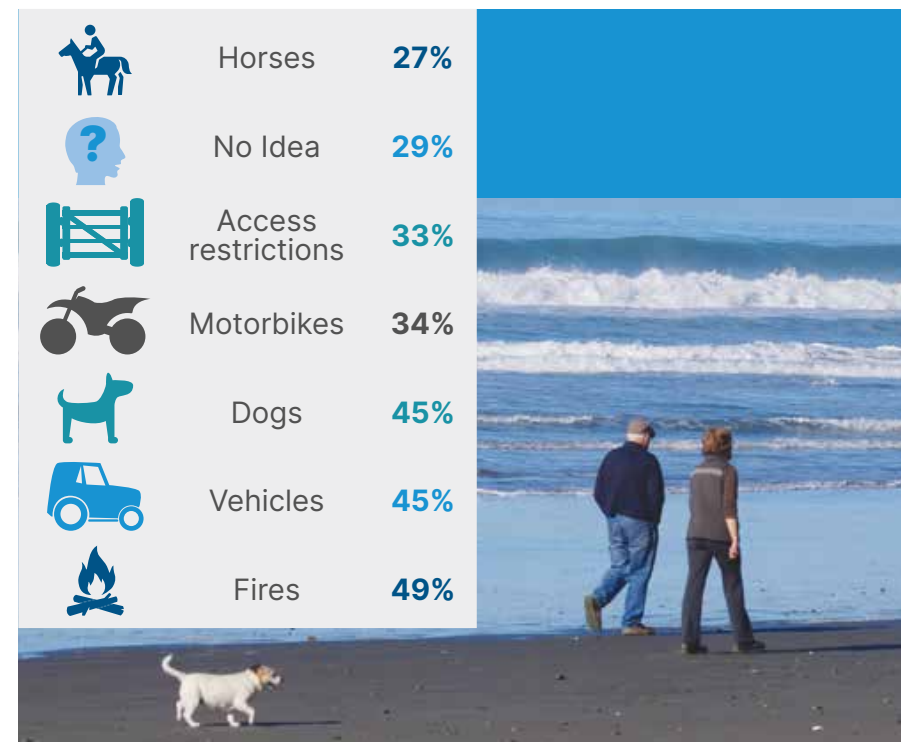 Horses 27%
? No Idea 29%
Access
restrictions 33%
Motorbikes 34%
Dogs 45%
Vehicles 45%
Fires 49%